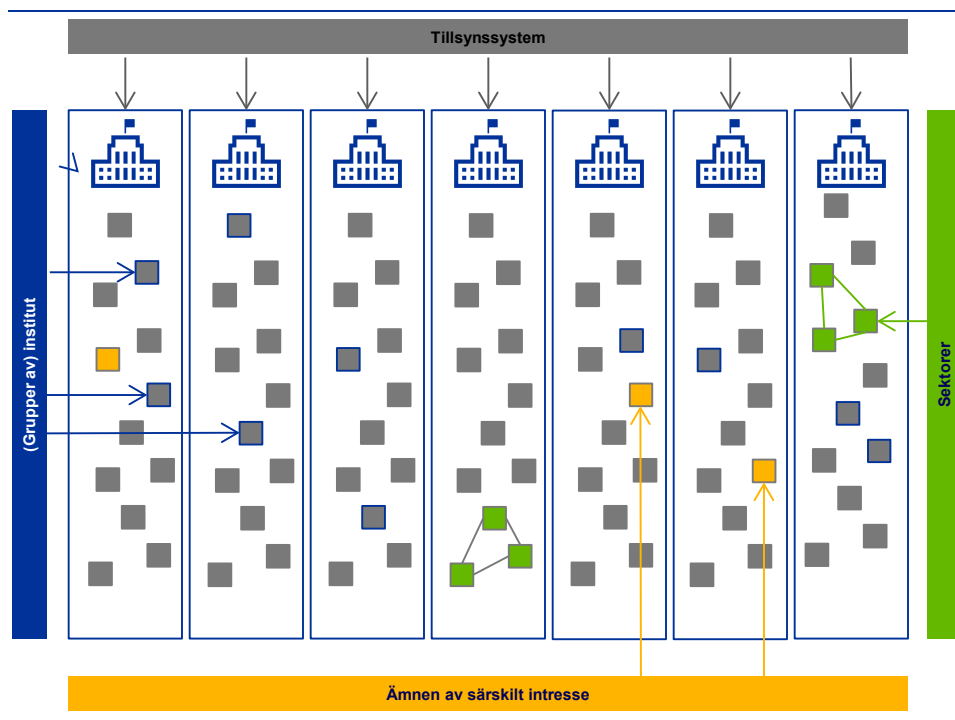 Tillsynssystem
(Grupper av) institut
Sektorer
Ämnen av särskilt intresse